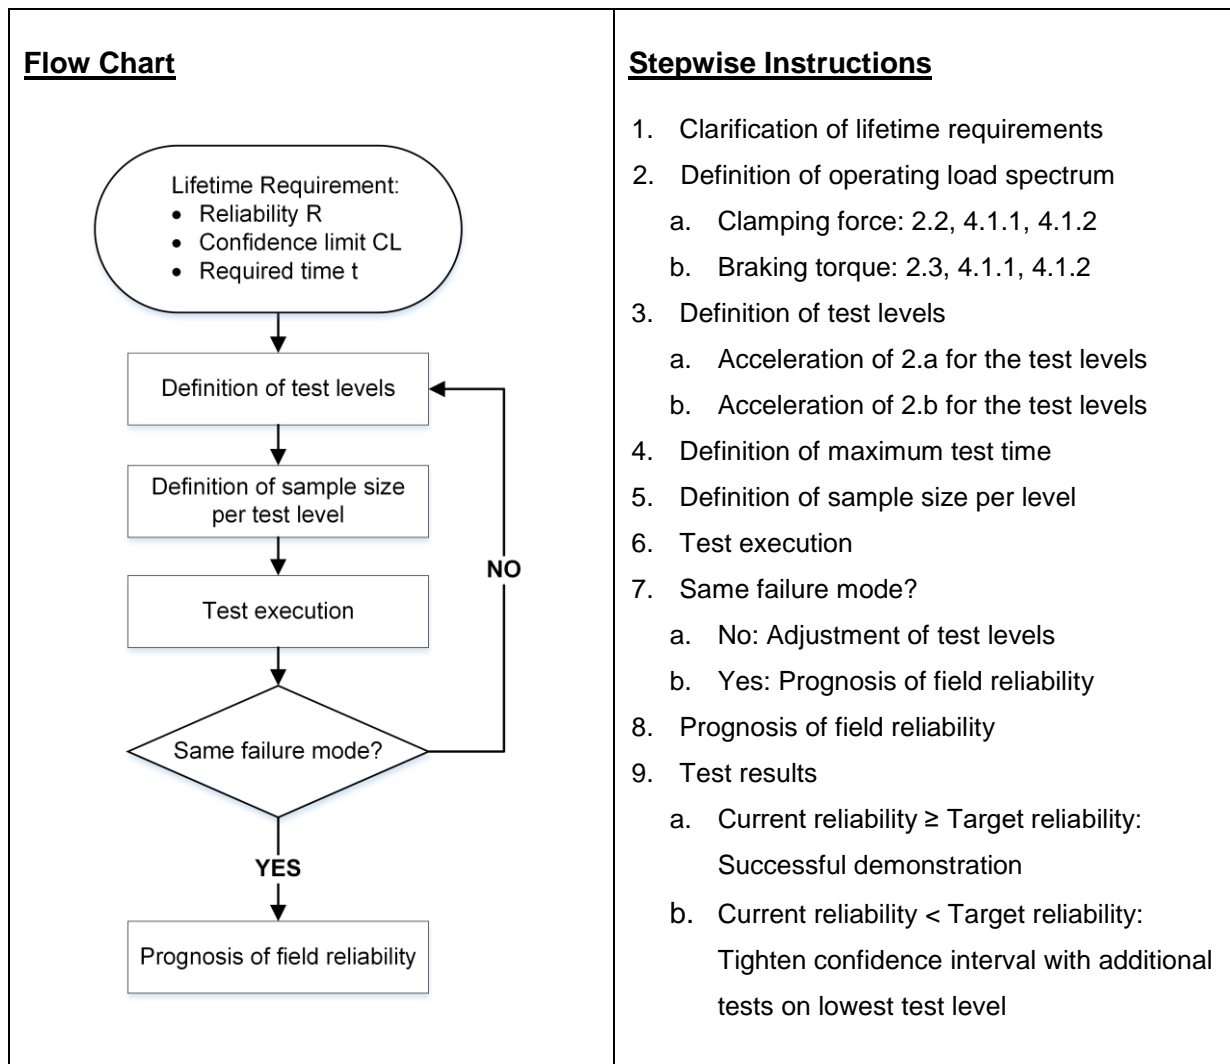 Flow Chart
Lifetime Requirement:
• Reliability R
• Confidence limit CL
• Required time t
Definition of test levels
Definition of sample size
per test level
NO
Test execution
Same failure mode?
YES
Prognosis of field reliability
Stepwise Instructions
1. Clarification of lifetime requirements
2. Definition of operating load spectrum
a. Clamping force: 2.2, 4.1.1, 4.1.2
b. Braking torque: 2.3, 4.1.1, 4.1.2
3. Definition of test levels
a. Acceleration of 2.a for the test levels
b. Acceleration of 2.b for the test levels
4. Definition of maximum test time
5. Definition of sample size per level
6. Test execution
7. Same failure mode?
a. No: Adjustment of test levels
b. Yes: Prognosis of field reliability
8. Prognosis of field reliability
9. Test results
a. Current reliability ≥ Target reliability:
Successful demonstration
b. Current reliability < Target reliability:
Tighten confidence interval with additional
tests on lowest test level